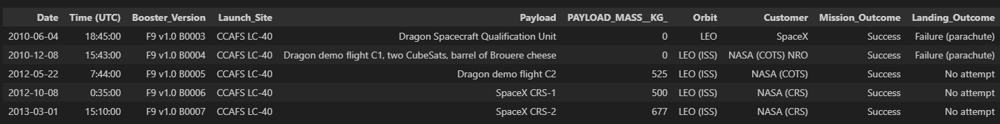 Date Time (UTC) Booster_Version Launch_Site Payload PAYLOAD_MASS__KG_ Orbit Customer Mission_Outcome Landing_Outcome
2010-06-04 18:45:00 F9 v1.0 B0003 CCAFS LC-40 Dragon Spacecraft Qualification Unit 0 LEO SpaceX Success Failure (parachute)
2010-12-08 15:43:00 F9 v1.0 B0004 CCAFS LC-40 Dragon demo flight C1, two CubeSats, barrel of Brouere cheese 0 LEO (ISS) NASA (COTS) NRO Success Failure (parachute)
2012-05-22 7:44:00 F9 v1.0 B0005 CCAFS LC-40 Dragon demo flight C2 525 LEO (ISS) NASA (COTS) Success No attempt
2012-10-08 0:35:00 F9 v1.0 B0006 CCAFS LC-40 SpaceX CRS-1 500 LEO (ISS) NASA (CRS) Success No attempt
2013-03-01 15:10:00 F9 v1.0 B0007 CCAFS LC-40 SpaceX CRS-2 677 LEO (ISS) NASA (CRS) Success No attempt